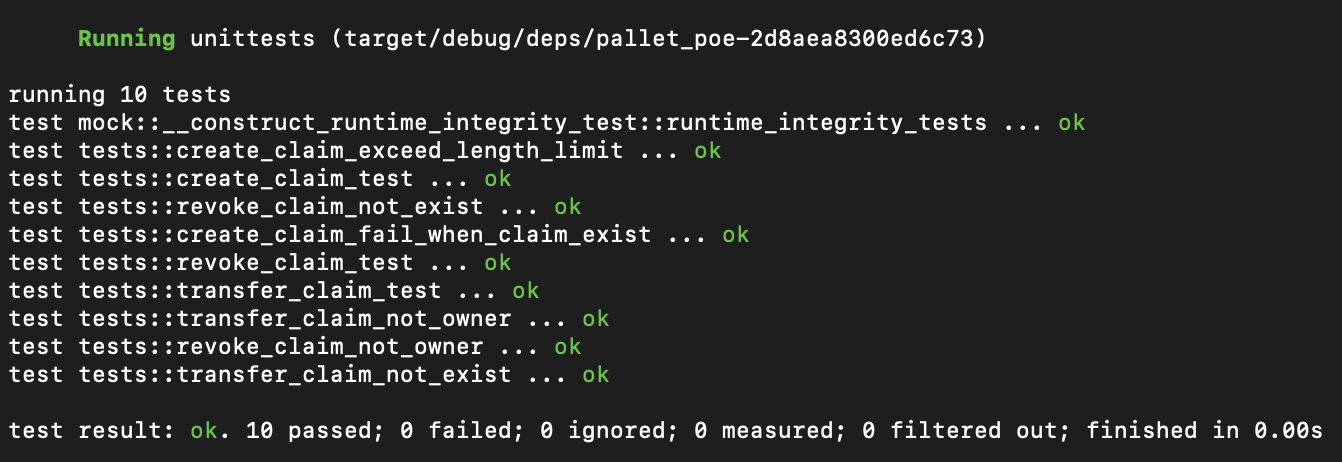 Running unittests (target/debug/deps/pallet_poe-2d8aea8300ed6c73)
running 10 tests
test mock::__construct_runtime_integrity_test::runtime_integrity_tests ... ok
test tests::create_claim_exceed_length_limit ... ok
test tests::create_claim_test ... ok
test tests::revoke_claim_not_exist ... ok
test tests::create_claim_fail_when_claim_exist ... ok
test tests::revoke_claim_test ... ok
test tests::transfer_claim_test ... ok
test tests::transfer_claim_not_owner ... ok
test tests::revoke_claim_not_owner ... ok
test tests::transfer_claim_not_exist ... ok
test result: ok. 10 passed; 0 failed; 0 ignored; 0 measured; 0 filtered out; finished in 0.00s